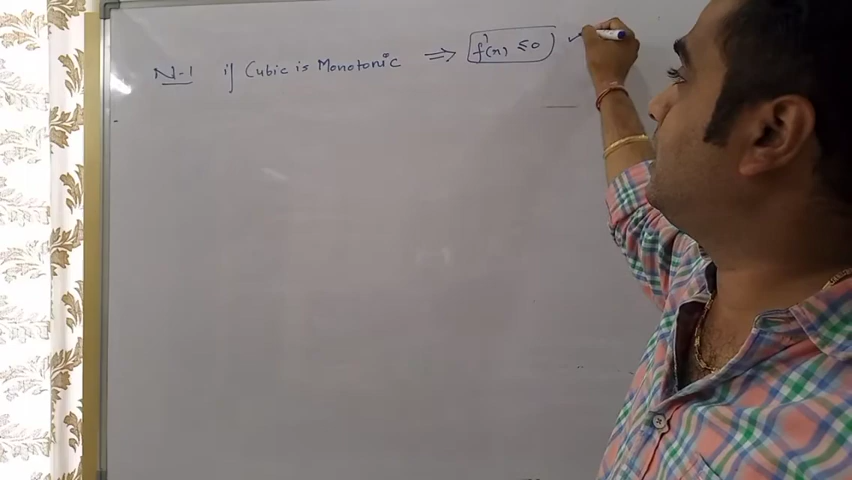 N-1 if Cubic is Monotonic ⇒ f'(x) ≤ 0 ✓